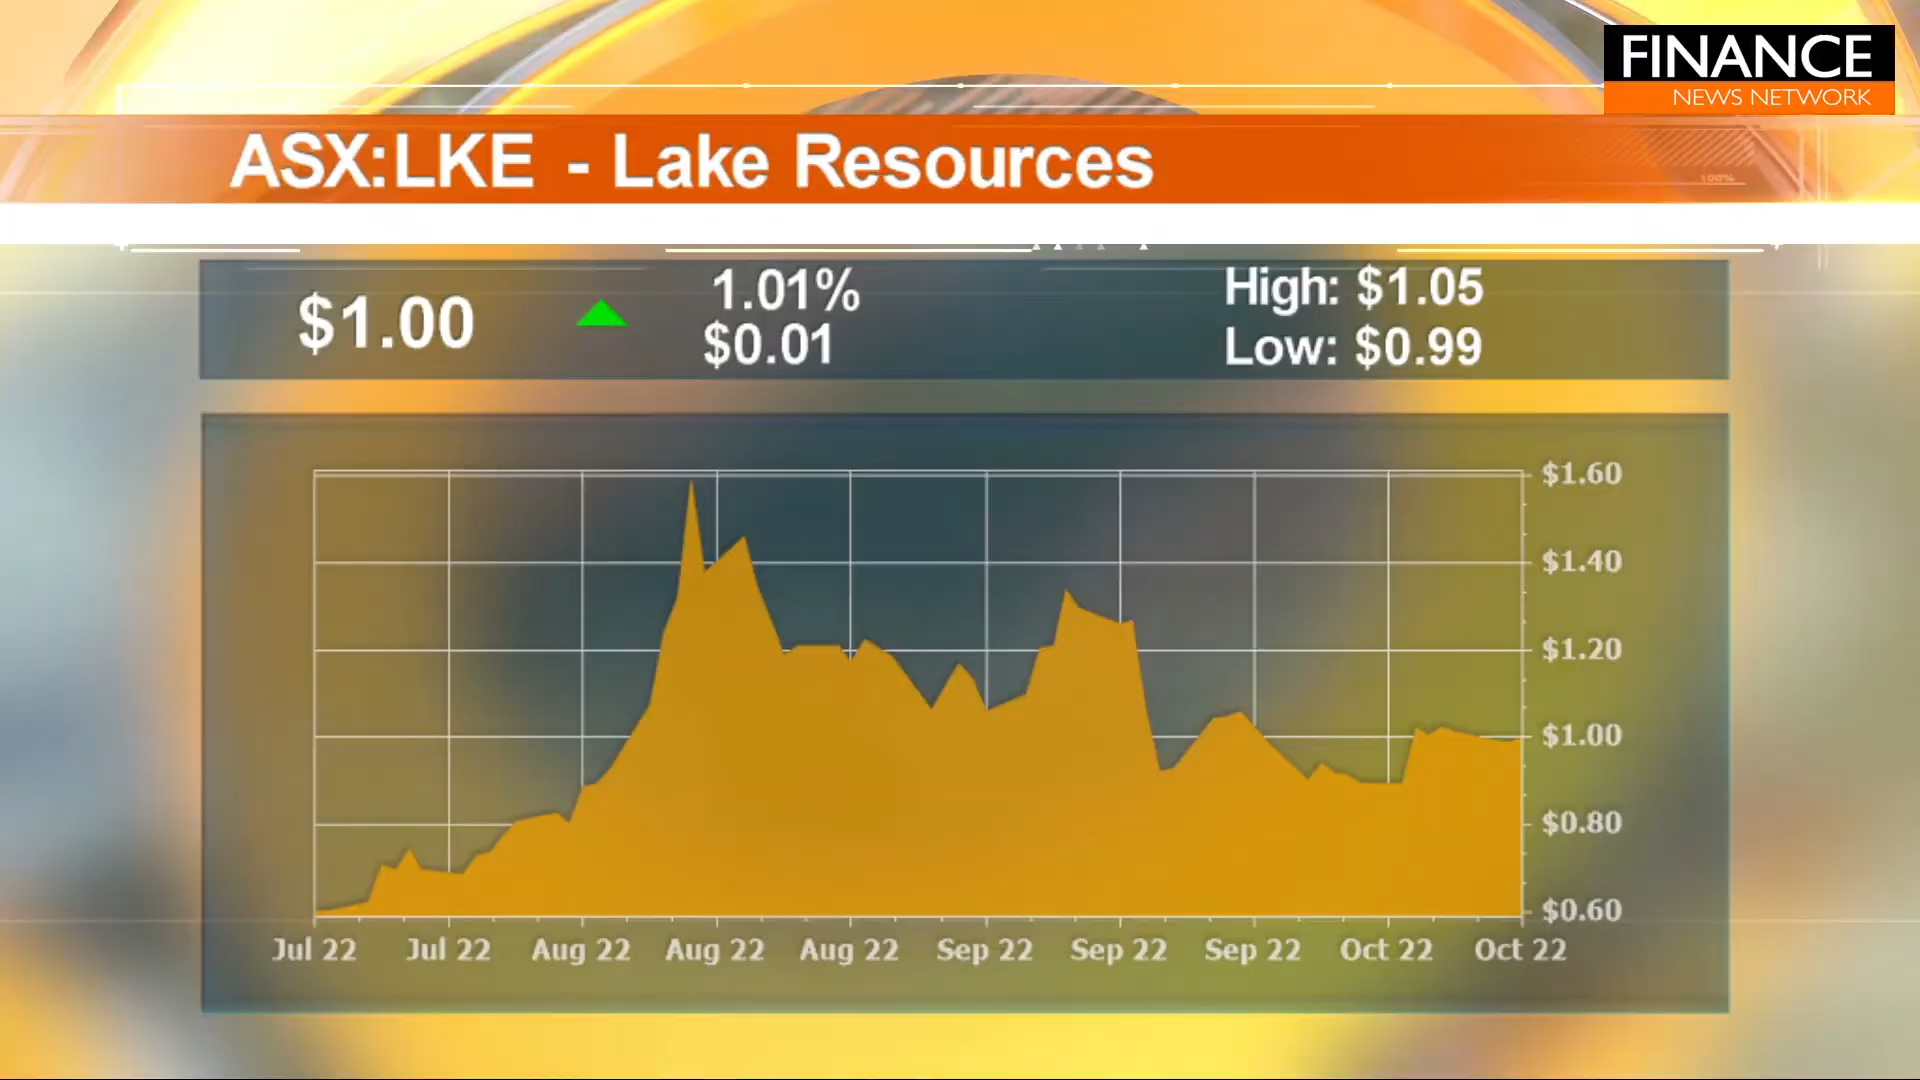 FINANCE
NEWS NETWORK
ASX:LKE - Lake Resources
100%
$1.00
1.01%
$0.01
High: $1.05
Low: $0.99
$1.60
$1.40
$1.20
$1.00
$0.80
$0.60
Jul 22 Jul 22 Aug 22 Aug 22 Aug 22 Sep 22 Sep 22 Sep 22 Oct 22 Oct 22